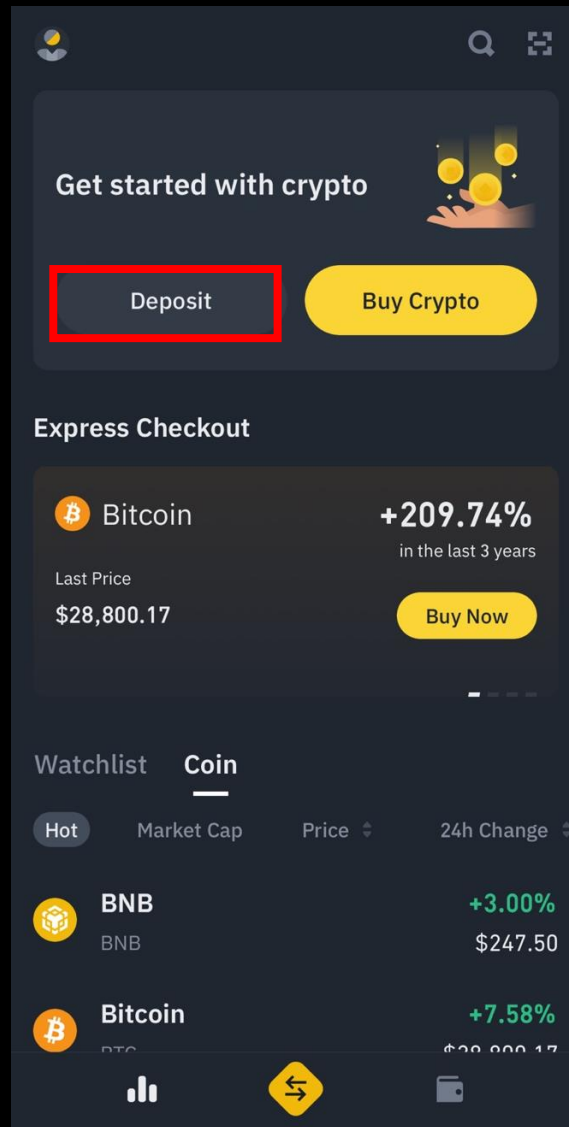 Get started with crypto
Deposit
Buy Crypto
Express Checkout
Bitcoin
+209.74%
in the last 3 years
Last Price
$28,800.17
Buy Now
Watchlist Coin
Hot Market Cap Price 24h Change
BNB +3.00%
BNB $247.50
Bitcoin +7.58%